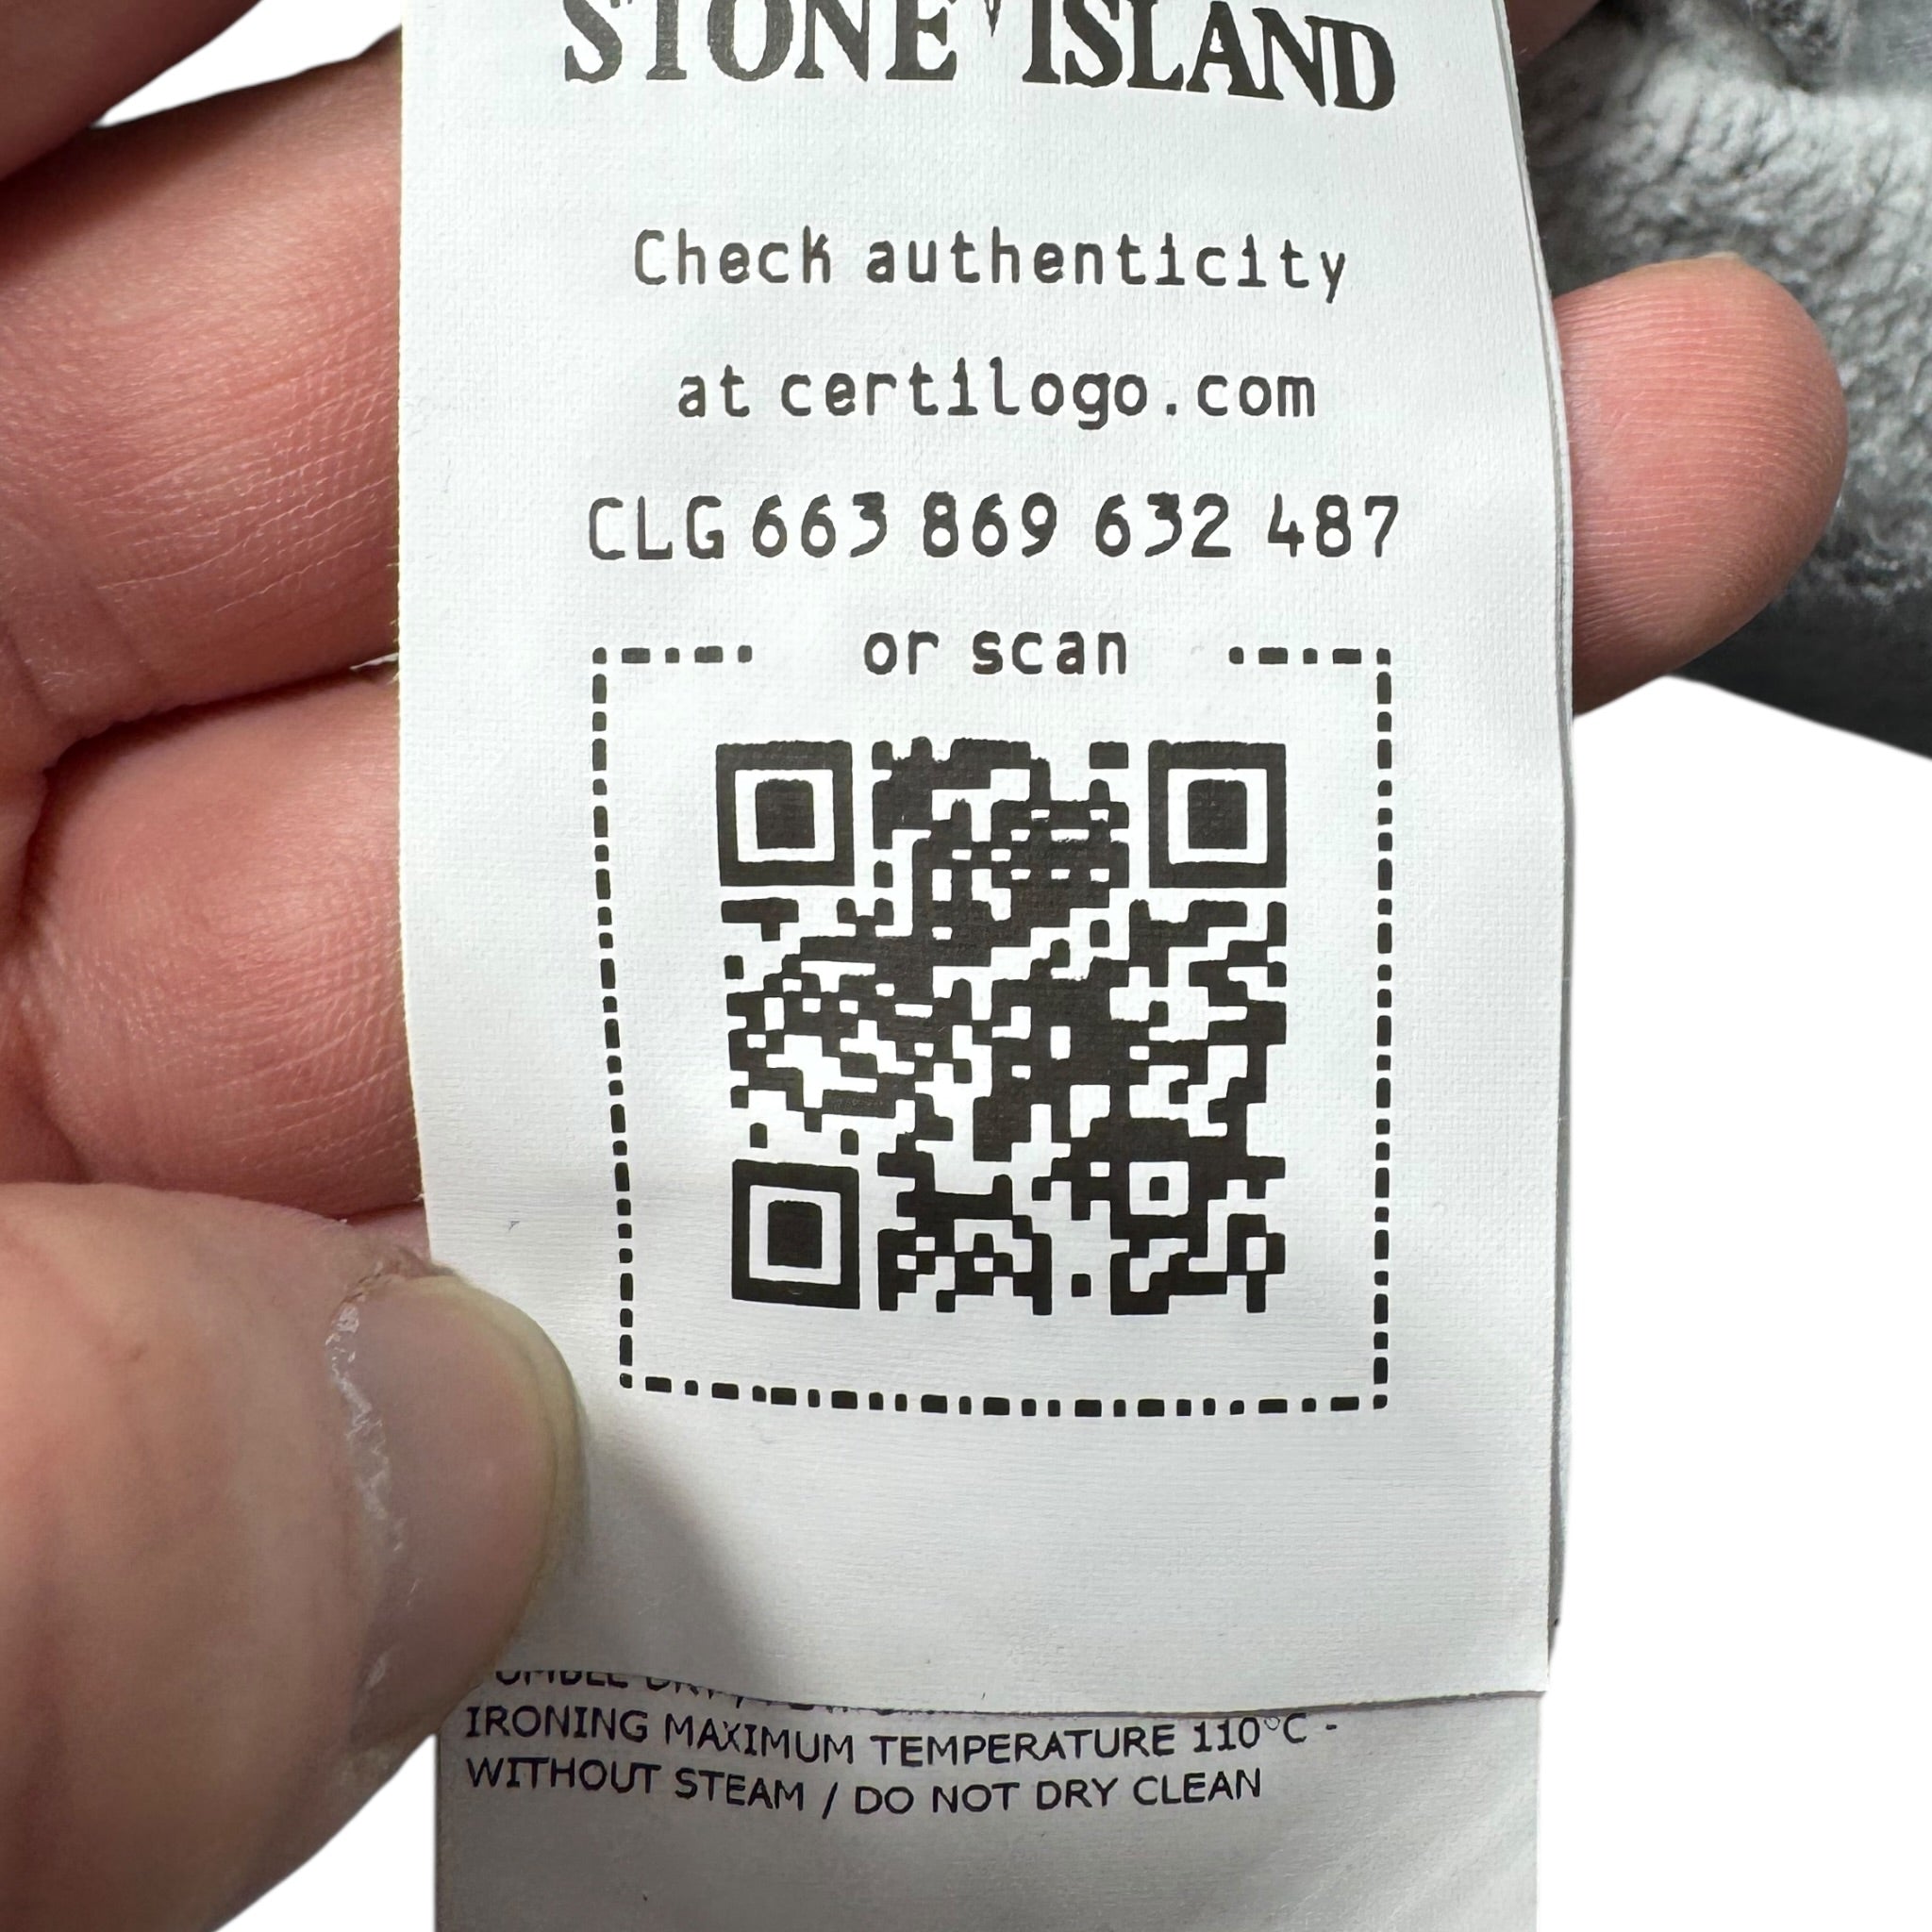 STONE ISLAND
Check authenticity
at certilogo.com
CLG 663 869 632 487
or scan
IRONING MAXIMUM TEMPERATURE 110°C -
WITHOUT STEAM / DO NOT DRY CLEAN